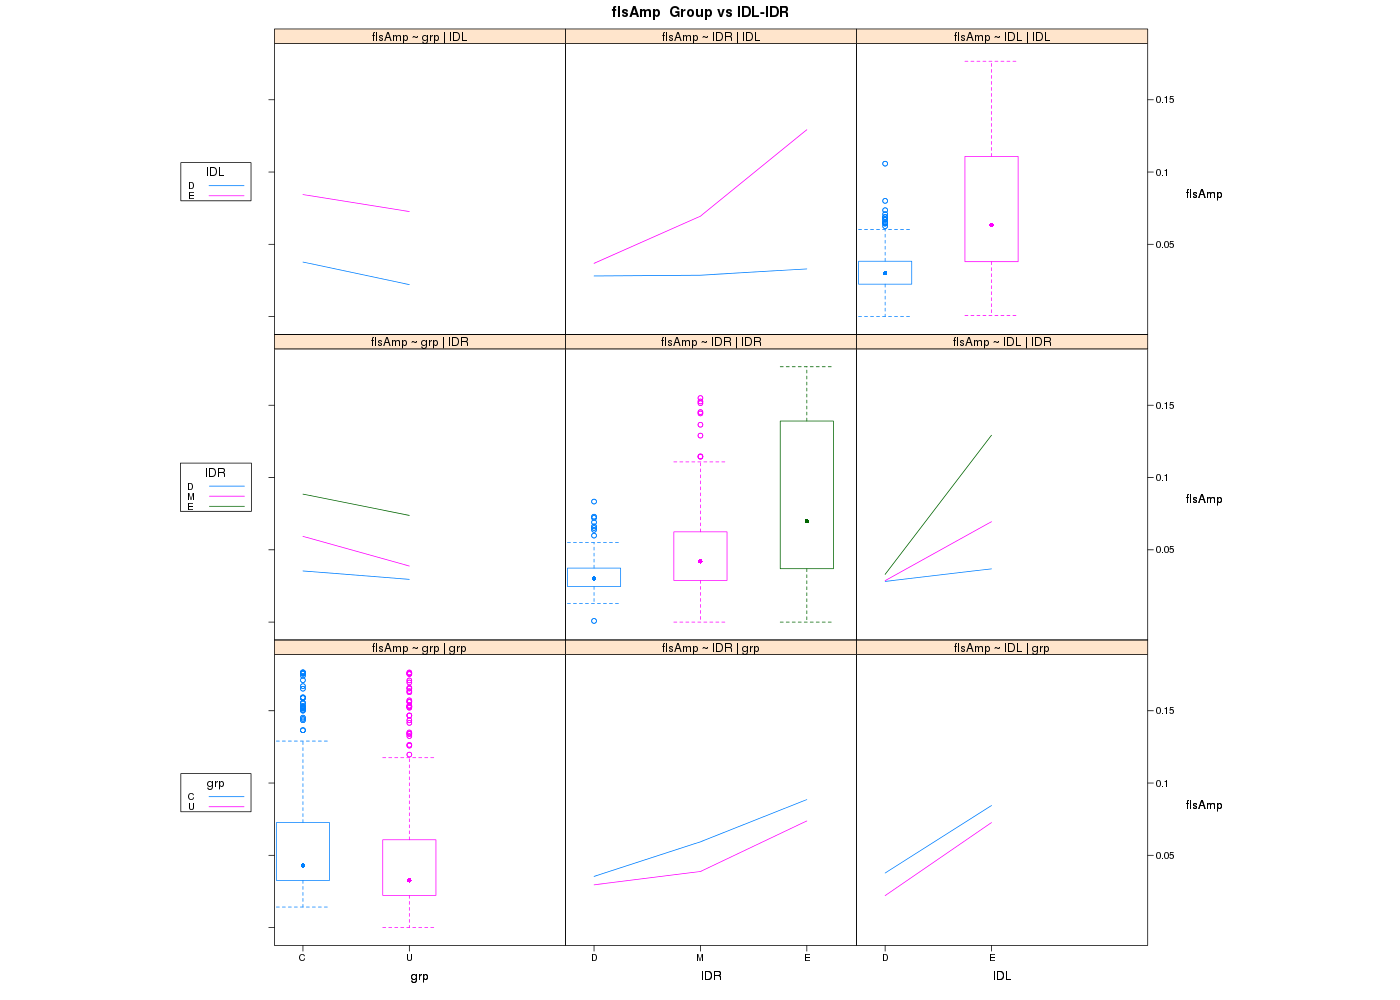 flsAmp  Group vs IDL-IDR
flsAmp ~ grp | IDL
flsAmp ~ IDR | IDL
flsAmp ~ IDL | IDL
IDL
D
E
0.15
0.1
0.05
flsAmp
flsAmp ~ grp | IDR
flsAmp ~ IDR | IDR
flsAmp ~ IDL | IDR
IDR
D
M
E
0.15
0.1
0.05
flsAmp
flsAmp ~ grp | grp
flsAmp ~ IDR | grp
flsAmp ~ IDL | grp
grp
C
U
0.15
0.1
0.05
flsAmp
C
U
D
M
E
D
E
grp
IDR
IDL